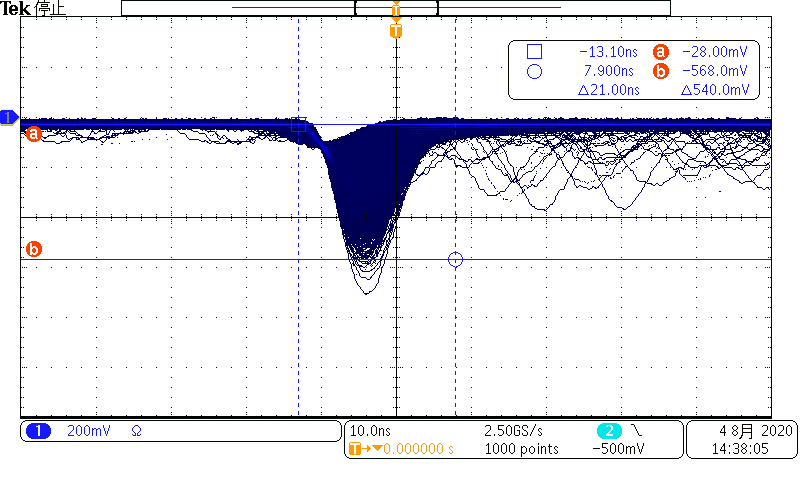 Tek 停止
T
T
-13.10ns a -28.00mV
7.900ns b -568.0mV
Δ21.00ns Δ540.0mV
1
a
b
1 200mV Ω
10.0ns 2.50GS/s 2 -500mV
T→▼0.000000 s 1000 points
4 8月 2020
14:38:05